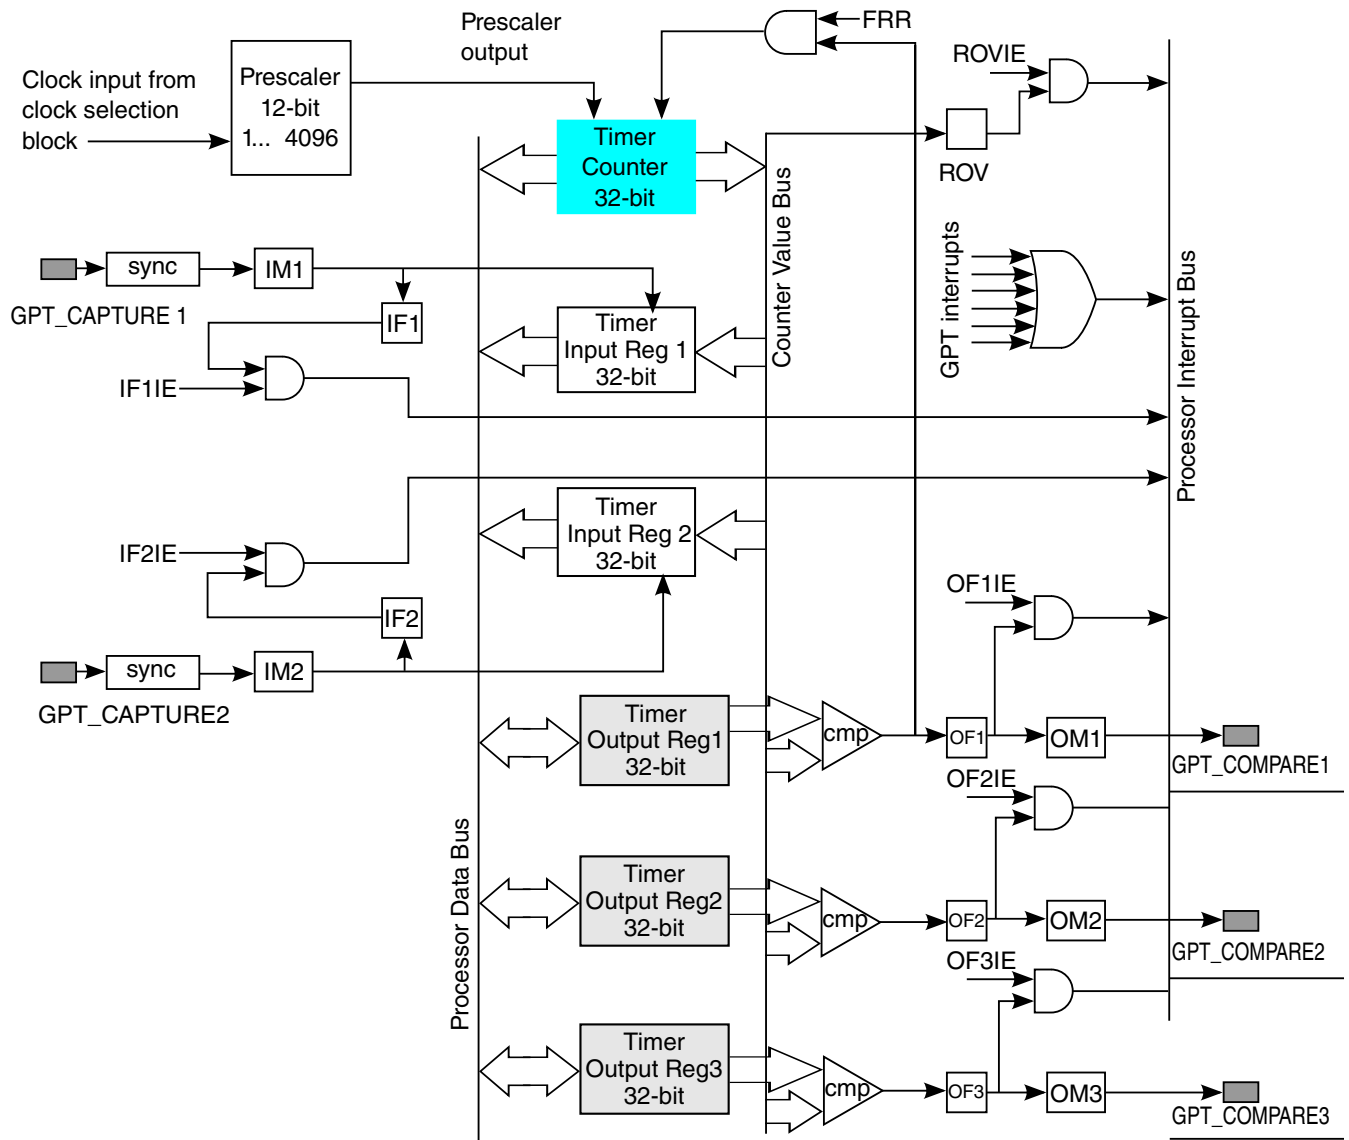 Prescaler
output
FRR
ROVIE
Clock input from
clock selection
block
Prescaler
12-bit
1... 4096
Timer
Counter
32-bit
ROV
Counter Value Bus
GPT interrupts
Processor Interrupt Bus
sync
IM1
GPT_CAPTURE 1
IF1
Timer
Input Reg 1
32-bit
IF1IE
IF2IE
Timer
Input Reg 2
32-bit
IF2
sync
IM2
GPT_CAPTURE2
OF1IE
Timer
Output Reg1
32-bit
cmp
OF1
OM1
GPT_COMPARE1
OF2IE
Processor Data Bus
Timer
Output Reg2
32-bit
cmp
OF2
OM2
GPT_COMPARE2
OF3IE
Timer
Output Reg3
32-bit
cmp
OF3
OM3
GPT_COMPARE3